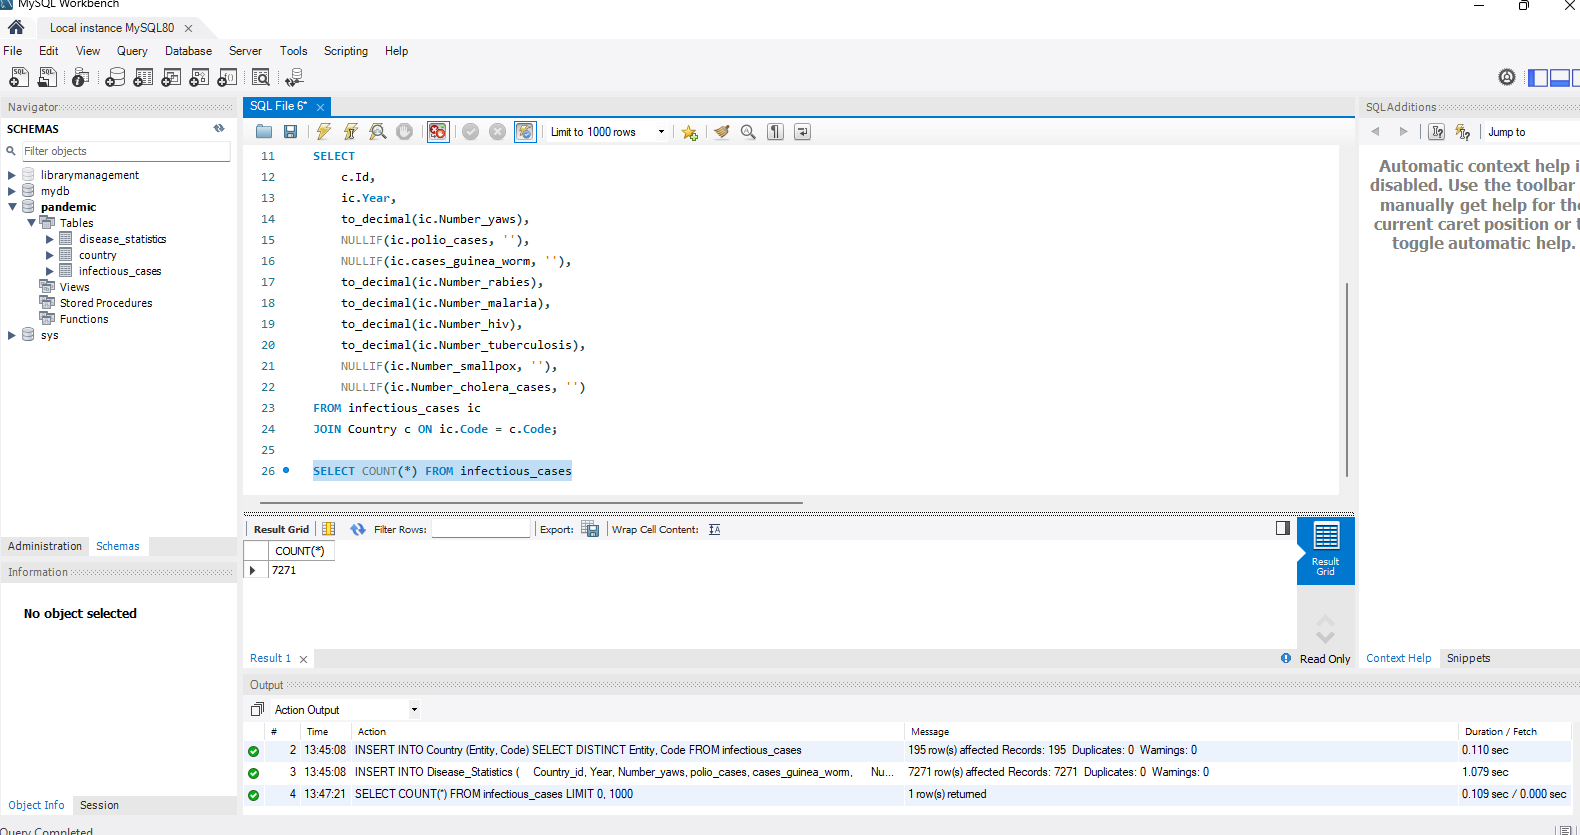 MySQL Workbench
Local instance MySQL80
File Edit View Query Database Server Tools Scripting Help
Navigator
SCHEMAS
Filter objects
librarymanagement
mydb
pandemic
Tables
disease_statistics
country
infectious_cases
Views
Stored Procedures
Functions
sys
Administration Schemas
Information
No object selected
Object Info Session
Query Completed
SQL File 6*
Limit to 1000 rows
11 SELECT
12 c.Id,
13 ic.Year,
14 to_decimal(ic.Number_yaws),
15 NULLIF(ic.polio_cases, ''),
16 NULLIF(ic.cases_guinea_worm, ''),
17 to_decimal(ic.Number_rabies),
18 to_decimal(ic.Number_malaria),
19 to_decimal(ic.Number_hiv),
20 to_decimal(ic.Number_tuberculosis),
21 NULLIF(ic.Number_smallpox, ''),
22 NULLIF(ic.Number_cholera_cases, '')
23 FROM infectious_cases ic
24 JOIN Country c ON ic.Code = c.Code;
25
26 SELECT COUNT(*) FROM infectious_cases
Result Grid Filter Rows: Export: Wrap Cell Content:
COUNT(*)
7271
Result
Grid
Result 1
Read Only
SQLAdditions
Jump to
Automatic context help i
disabled. Use the toolbar
manually get help for the
current caret position or t
toggle automatic help.
Context Help Snippets
Output
Action Output
# Time Action Message Duration / Fetch
2 13:45:08 INSERT INTO Country (Entity, Code) SELECT DISTINCT Entity, Code FROM infectious_cases 195 row(s) affected Records: 195 Duplicates: 0 Warnings: 0 0.110 sec
3 13:45:08 INSERT INTO Disease_Statistics ( Country_id, Year, Number_yaws, polio_cases, cases_guinea_worm, Nu... 7271 row(s) affected Records: 7271 Duplicates: 0 Warnings: 0 1.079 sec
4 13:47:21 SELECT COUNT(*) FROM infectious_cases LIMIT 0, 1000 1 row(s) returned 0.109 sec / 0.000 sec